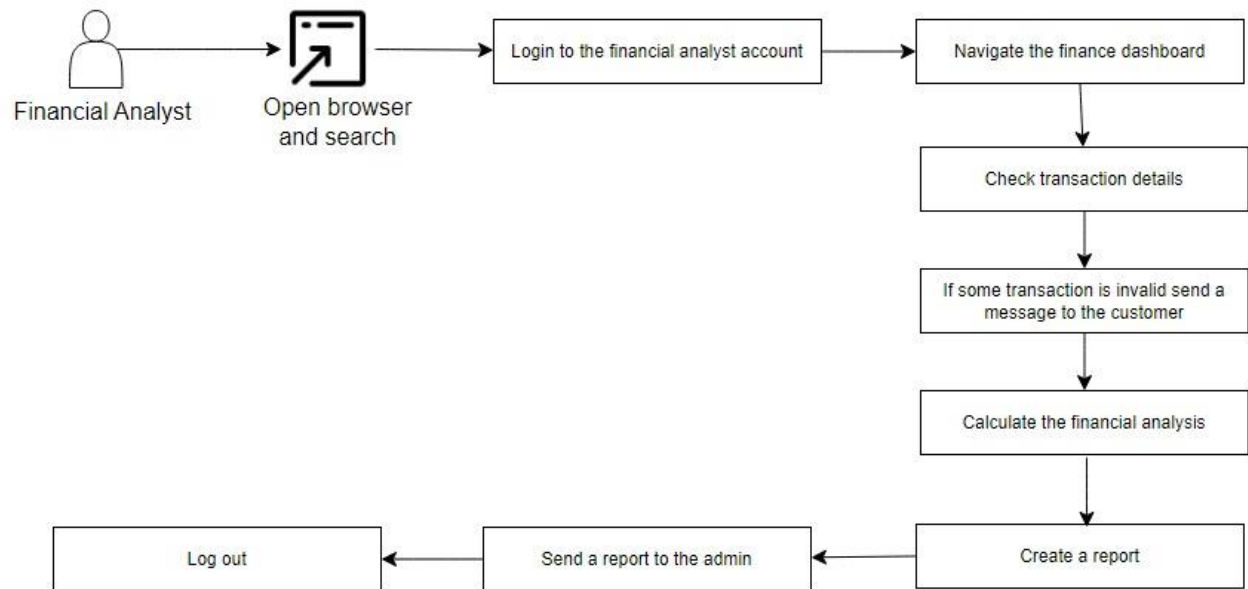 Financial Analyst
Open browser
and search
Login to the financial analyst account
Navigate the finance dashboard
Check transaction details
If some transaction is invalid send a
message to the customer
Calculate the financial analysis
Create a report
Send a report to the admin
Log out